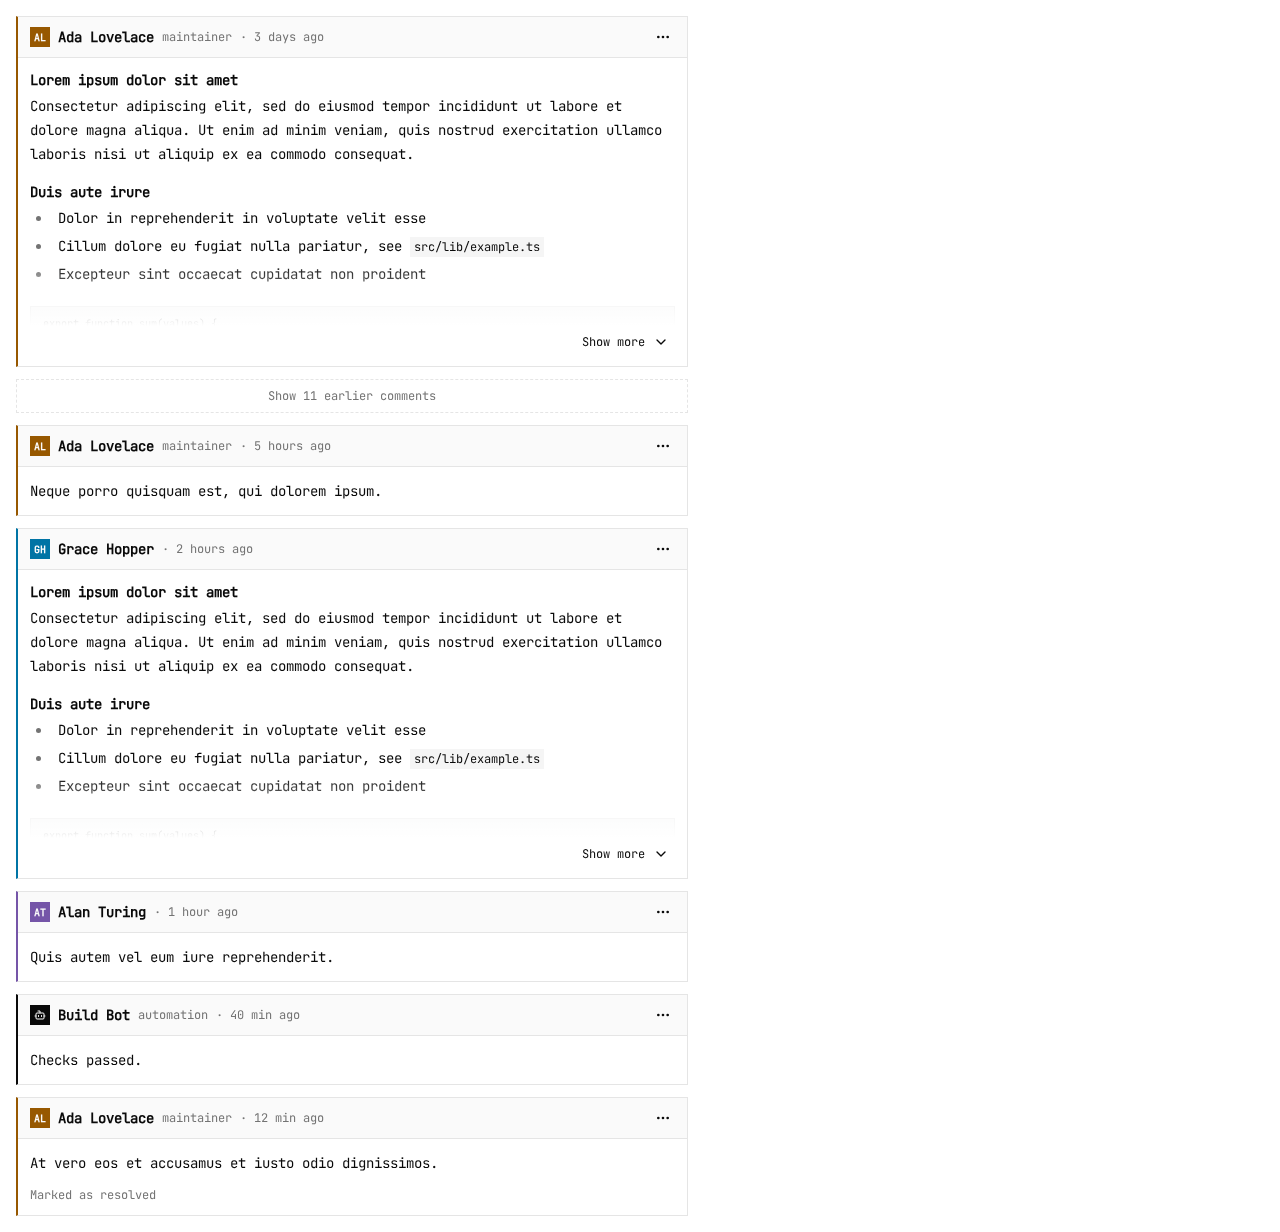 AL Ada Lovelace maintainer · 3 days ago
Lorem ipsum dolor sit amet
Consectetur adipiscing elit, sed do eiusmod tempor incididunt ut labore et
dolore magna aliqua. Ut enim ad minim veniam, quis nostrud exercitation ullamco
laboris nisi ut aliquip ex ea commodo consequat.
Duis aute irure
Dolor in reprehenderit in voluptate velit esse
Cillum dolore eu fugiat nulla pariatur, see src/lib/example.ts
Excepteur sint occaecat cupidatat non proident
Show more
Show 11 earlier comments
AL Ada Lovelace maintainer · 5 hours ago
Neque porro quisquam est, qui dolorem ipsum.
GH Grace Hopper · 2 hours ago
Lorem ipsum dolor sit amet
Consectetur adipiscing elit, sed do eiusmod tempor incididunt ut labore et
dolore magna aliqua. Ut enim ad minim veniam, quis nostrud exercitation ullamco
laboris nisi ut aliquip ex ea commodo consequat.
Duis aute irure
Dolor in reprehenderit in voluptate velit esse
Cillum dolore eu fugiat nulla pariatur, see src/lib/example.ts
Excepteur sint occaecat cupidatat non proident
Show more
AT Alan Turing · 1 hour ago
Quis autem vel eum iure reprehenderit.
Build Bot automation · 40 min ago
Checks passed.
AL Ada Lovelace maintainer · 12 min ago
At vero eos et accusamus et iusto odio dignissimos.
Marked as resolved